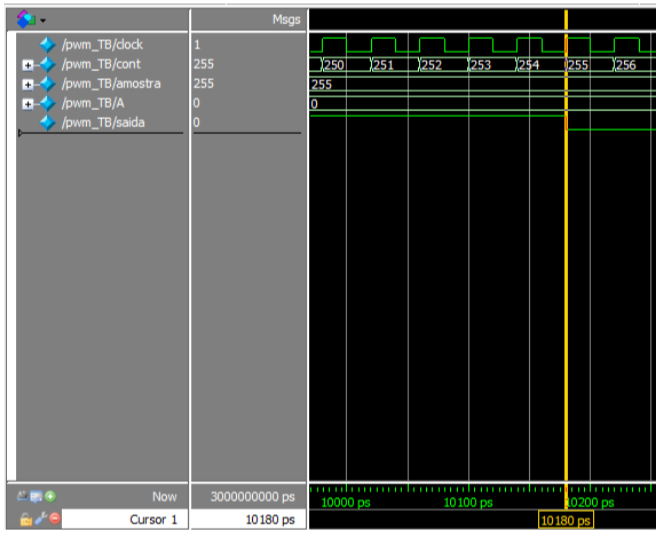 Msgs
/pwm_TB/clock 1
/pwm_TB/cont 255 250 251 252 253 254 255 256
/pwm_TB/amostra 255 255
/pwm_TB/A 0 0
/pwm_TB/saida 0
Now 3000000000 ps 10000 ps 10100 ps 10200 ps
Cursor 1 10180 ps 10180 ps